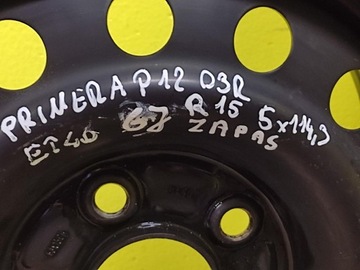 PRIMERA P12 03R
ET40 6J R15 5x114,3
ZAPAS